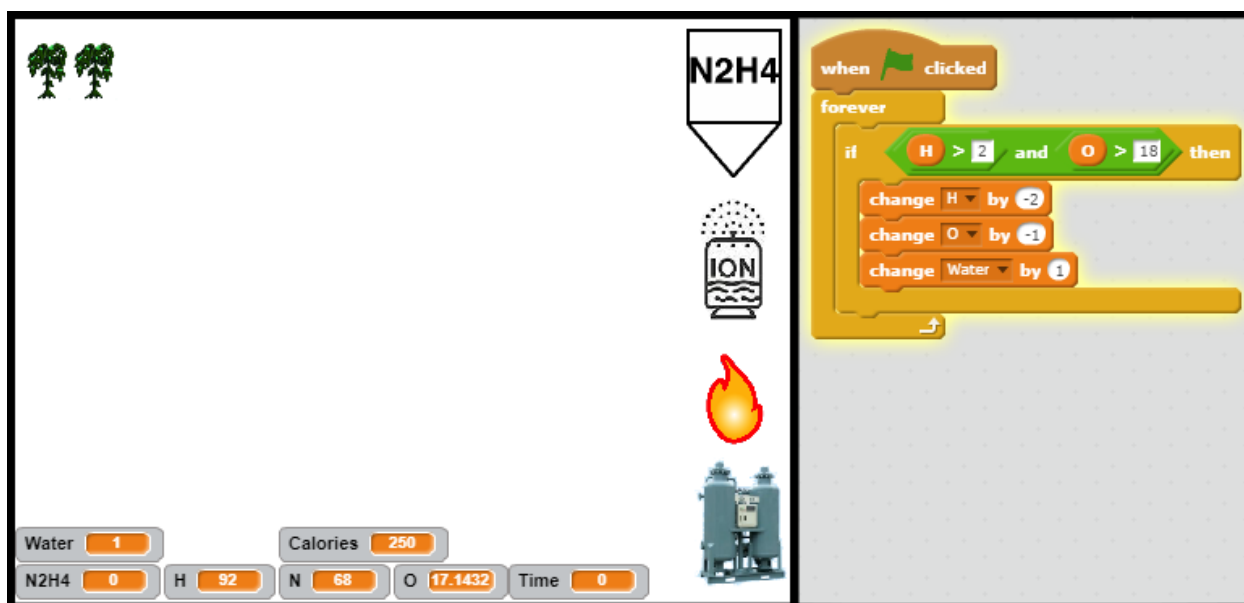 N2H4
ION
Water 1
Calories 250
N2H4 0 H 92 N 68 O 17.1432 Time 0
when clicked
forever
if H > 2 and O > 18 then
change H by -2
change O by -1
change Water by 1